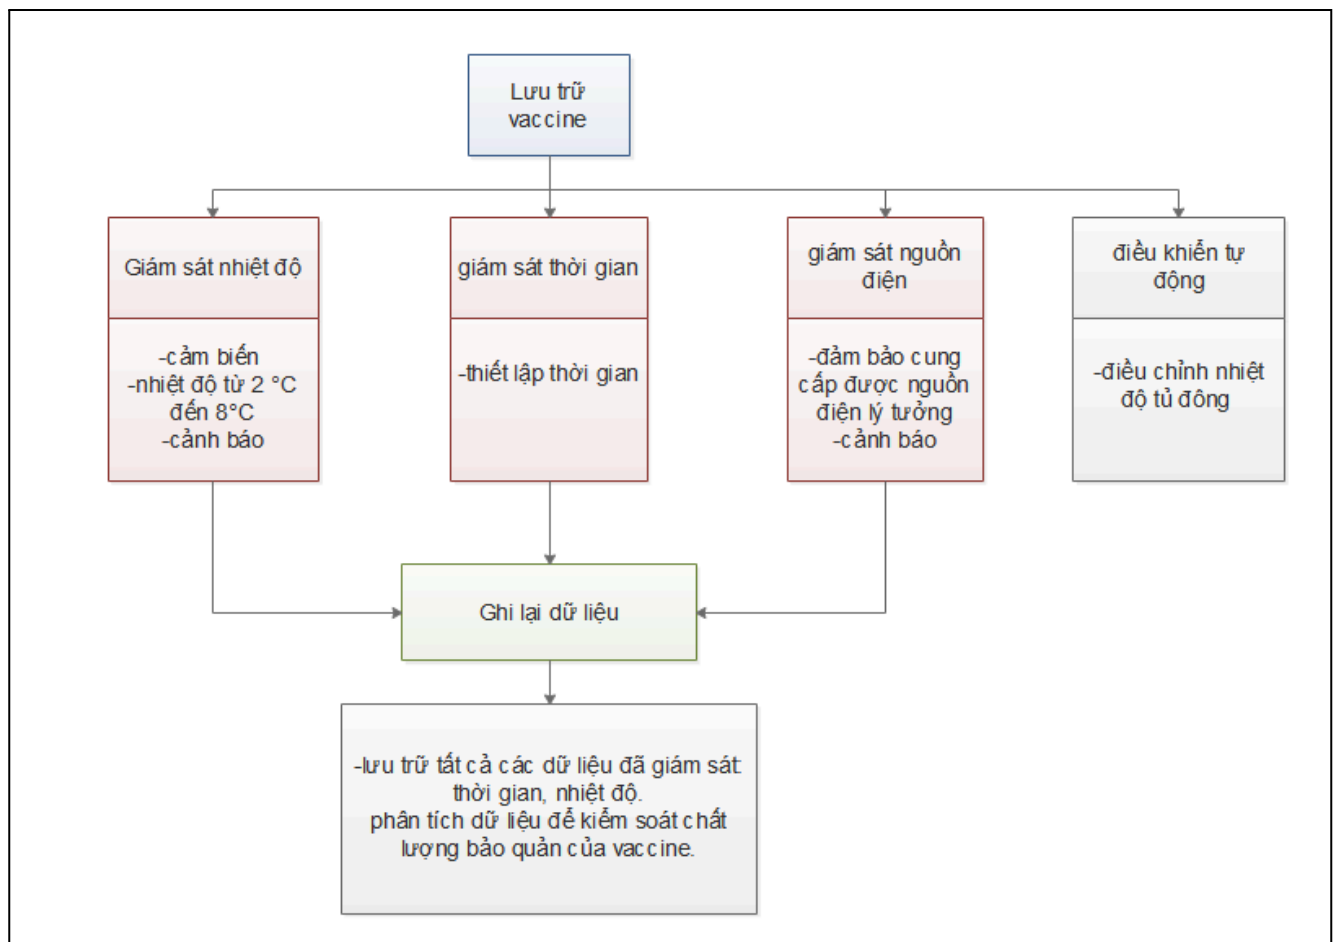 Lưu trữ
vaccine
Giám sát nhiệt độ
-cảm biến
-nhiệt độ từ 2 °C
đến 8°C
-cảnh báo
giám sát thời gian
-thiết lập thời gian
giám sát nguồn
điện
-đảm bảo cung
cấp được nguồn
điện lý tưởng
-cảnh báo
điều khiển tự
động
-điều chỉnh nhiệt
độ tủ đông
Ghi lại dữ liệu
-lưu trữ tất cả các dữ liệu đã giám sát:
thời gian, nhiệt độ.
phân tích dữ liệu để kiểm soát chất
lượng bảo quản của vaccine.